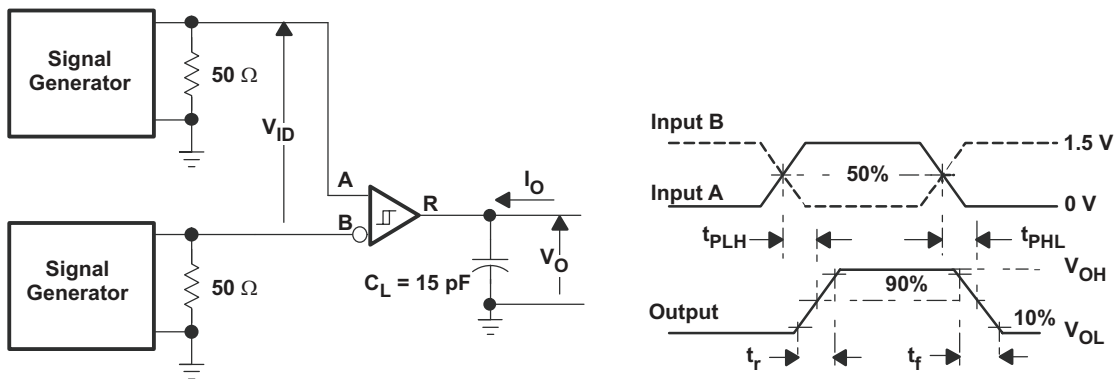 Signal
Generator
50 Ω
V_ID
A
B
R
I_O
V_O
C_L = 15 pF
Signal
Generator
50 Ω
Input B
1.5 V
50%
Input A
0 V
t_PLH
t_PHL
V_OH
90%
Output
10%
V_OL
t_r
t_f